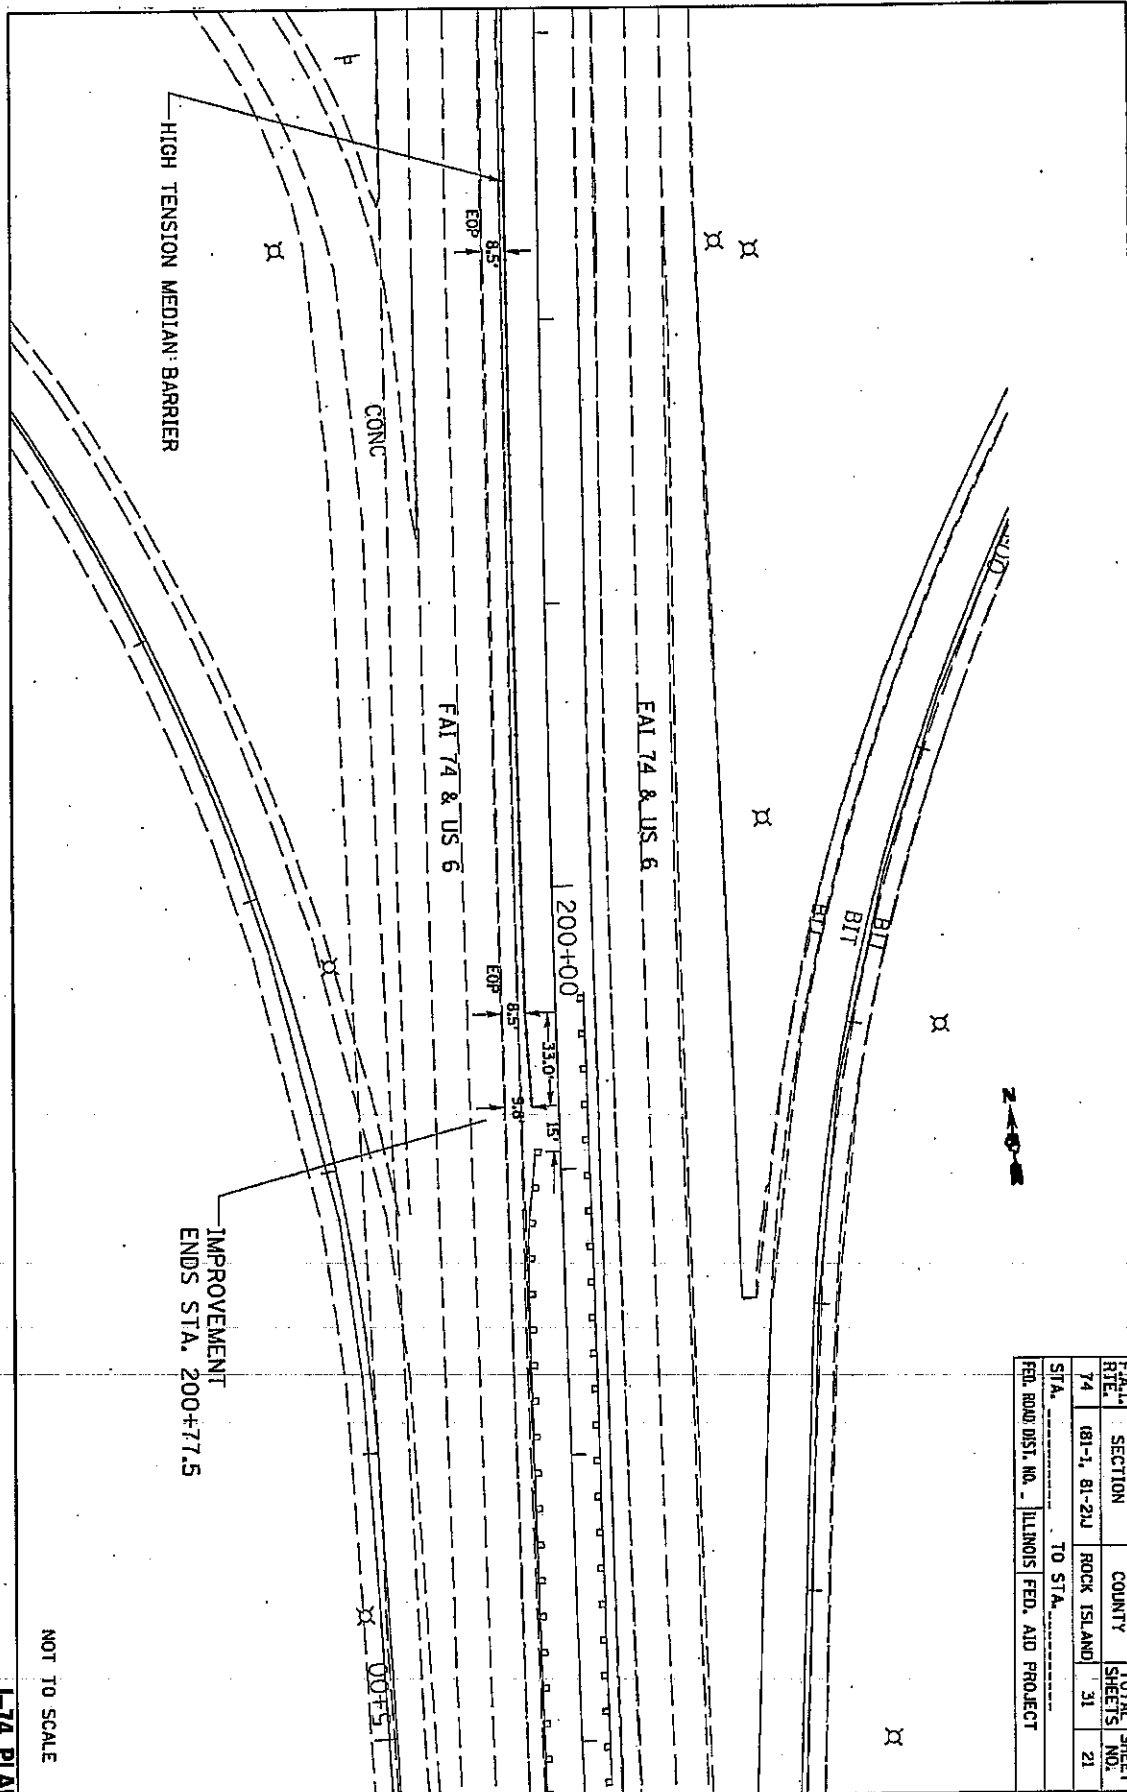 F.A.I. RTE. SECTION COUNTY TOTAL SHEETS SHEET NO.
74 (81-1, 81-2)J ROCK ISLAND 31 21
STA. TO STA.
FED. ROAD DIST. NO. ILLINOIS FED. AID PROJECT
N
BIT
BIT
BIT
FAI 74 & US 6
200+00
33.0'
15'
EOP
8.5'
EOP
8.5'
9.8'
FAI 74 & US 6
CONC
HIGH TENSION MEDIAN BARRIER
IMPROVEMENT
ENDS STA. 200+77.5
5+00
NOT TO SCALE